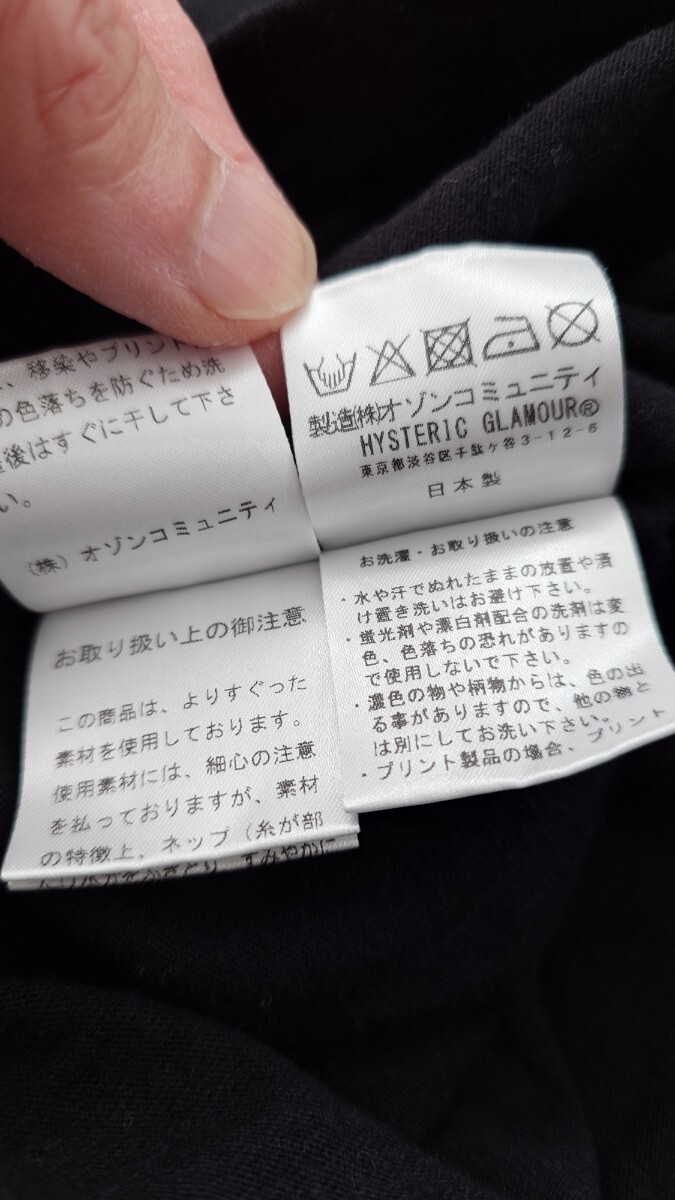 、移染やプリント
の色落ちを防ぐため洗
濯後はすぐに干して下さ
い。
(株) オゾンコミュニティ
製造(株)オゾンコミュニティ
HYSTERIC GLAMOUR®
東京都渋谷区千駄ヶ谷3-12-6
日本製
お取り扱い上の御注意
この商品は、よりすぐった
素材を使用しております。
使用素材には、細心の注意
を払っておりますが、素材
の特徴上、ネップ(糸が部
お洗濯・お取り扱いの注意
・水や汗でぬれたままの放置や漬
け置き洗いはお避け下さい。
・蛍光剤や漂白剤配合の洗剤は変
色、色落ちの恐れがありますの
で使用しないで下さい。
・濃色の物や柄物からは、色の出
る事がありますので、他の物と
は別にしてお洗い下さい。
・プリント製品の場合、プリント